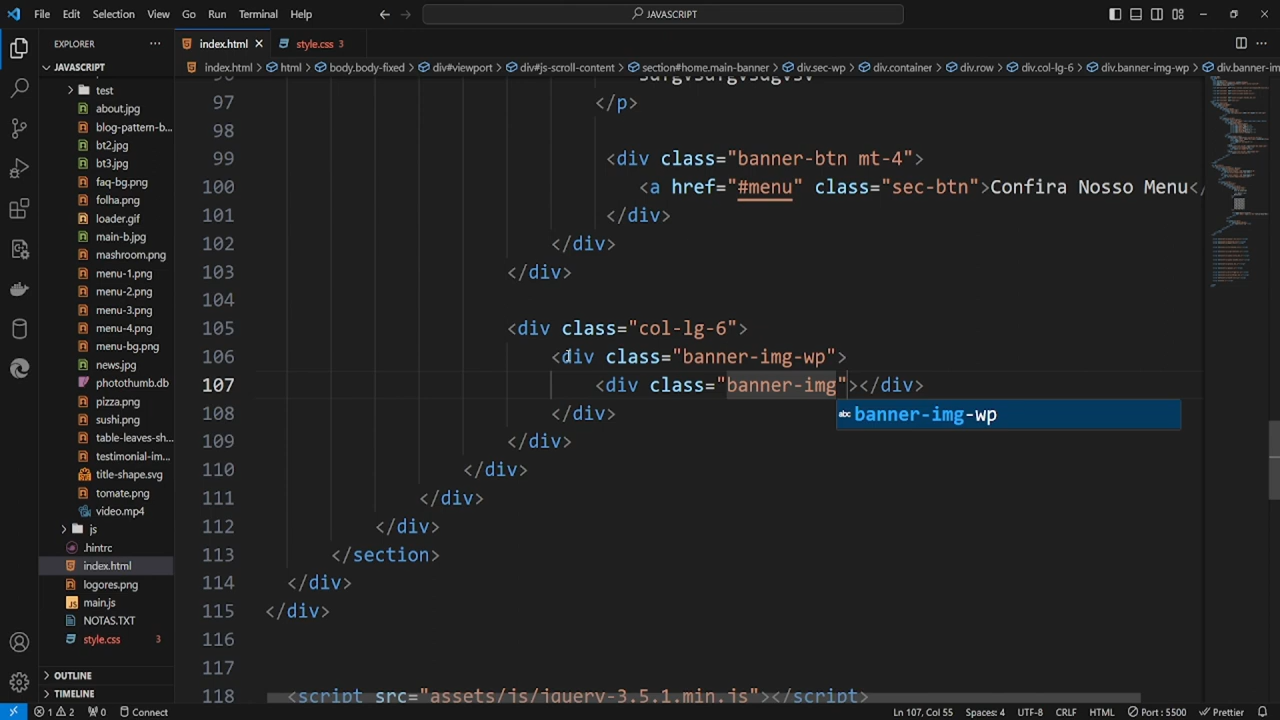 File Edit Selection View Go Run Terminal Help
JAVASCRIPT
EXPLORER
index.html
style.css 3
JAVASCRIPT
index.html > html > body.body-fixed > div#viewport > div#js-scroll-content > section#home.main-banner > div.sec-wp > div.container > div.row > div.col-lg-6 > div.banner-img-wp > div.banner-im
test
about.jpg
blog-pattern-b...
bt2.jpg
bt3.jpg
faq-bg.png
folha.png
loader.gif
main-b.jpg
mashroom.png
menu-1.png
menu-2.png
menu-3.png
menu-4.png
menu-bg.png
news.jpg
photothumb.db
pizza.png
sushi.png
table-leaves-sh...
testimonial-im...
title-shape.svg
tomate.png
video.mp4
js
.hintrc
index.html
logores.png
main.js
NOTAS.TXT
style.css 3
OUTLINE
TIMELINE
97 </p>
98
99 <div class="banner-btn mt-4">
100 <a href="#menu" class="sec-btn">Confira Nosso Menu</
101 </div>
102 </div>
103 </div>
104
105 <div class="col-lg-6">
106 <div class="banner-img-wp">
107 <div class="banner-img"></div>
banner-img-wp
108 </div>
109 </div>
110 </div>
111 </div>
112 </div>
113 </section>
114 </div>
115 </div>
116
117
118 <script src="assets/js/jquery-3.5.1.min.js"></script>
1 2 0 Connect
Ln 107, Col 55 Spaces: 4 UTF-8 CRLF HTML Port : 5500 Prettier